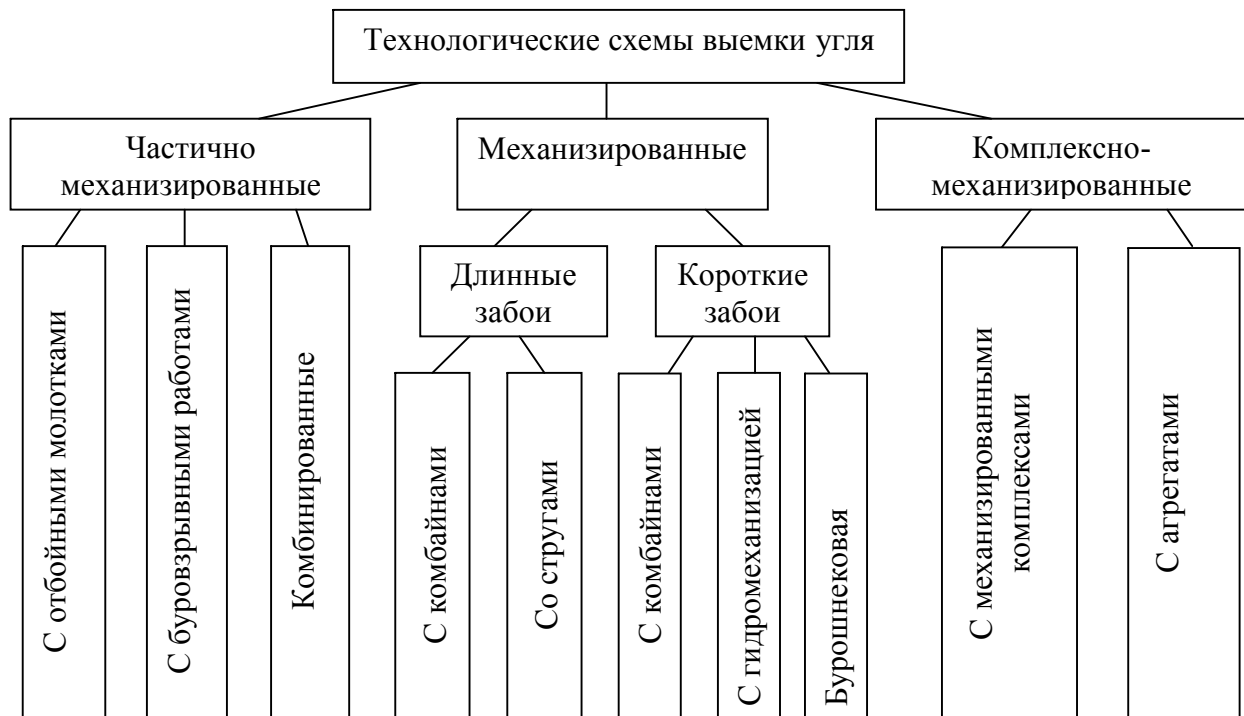 Технологические схемы выемки угля
Частично
механизированные
Механизированные
Комплексно-
механизированные
Длинные
забои
Короткие
забои
С отбойными молотками
С буровзрывными работами
Комбинированные
С комбайнами
Со стругами
С комбайнами
С гидромеханизацией
Бурошнековая
С механизированными
комплексами
С агрегатами